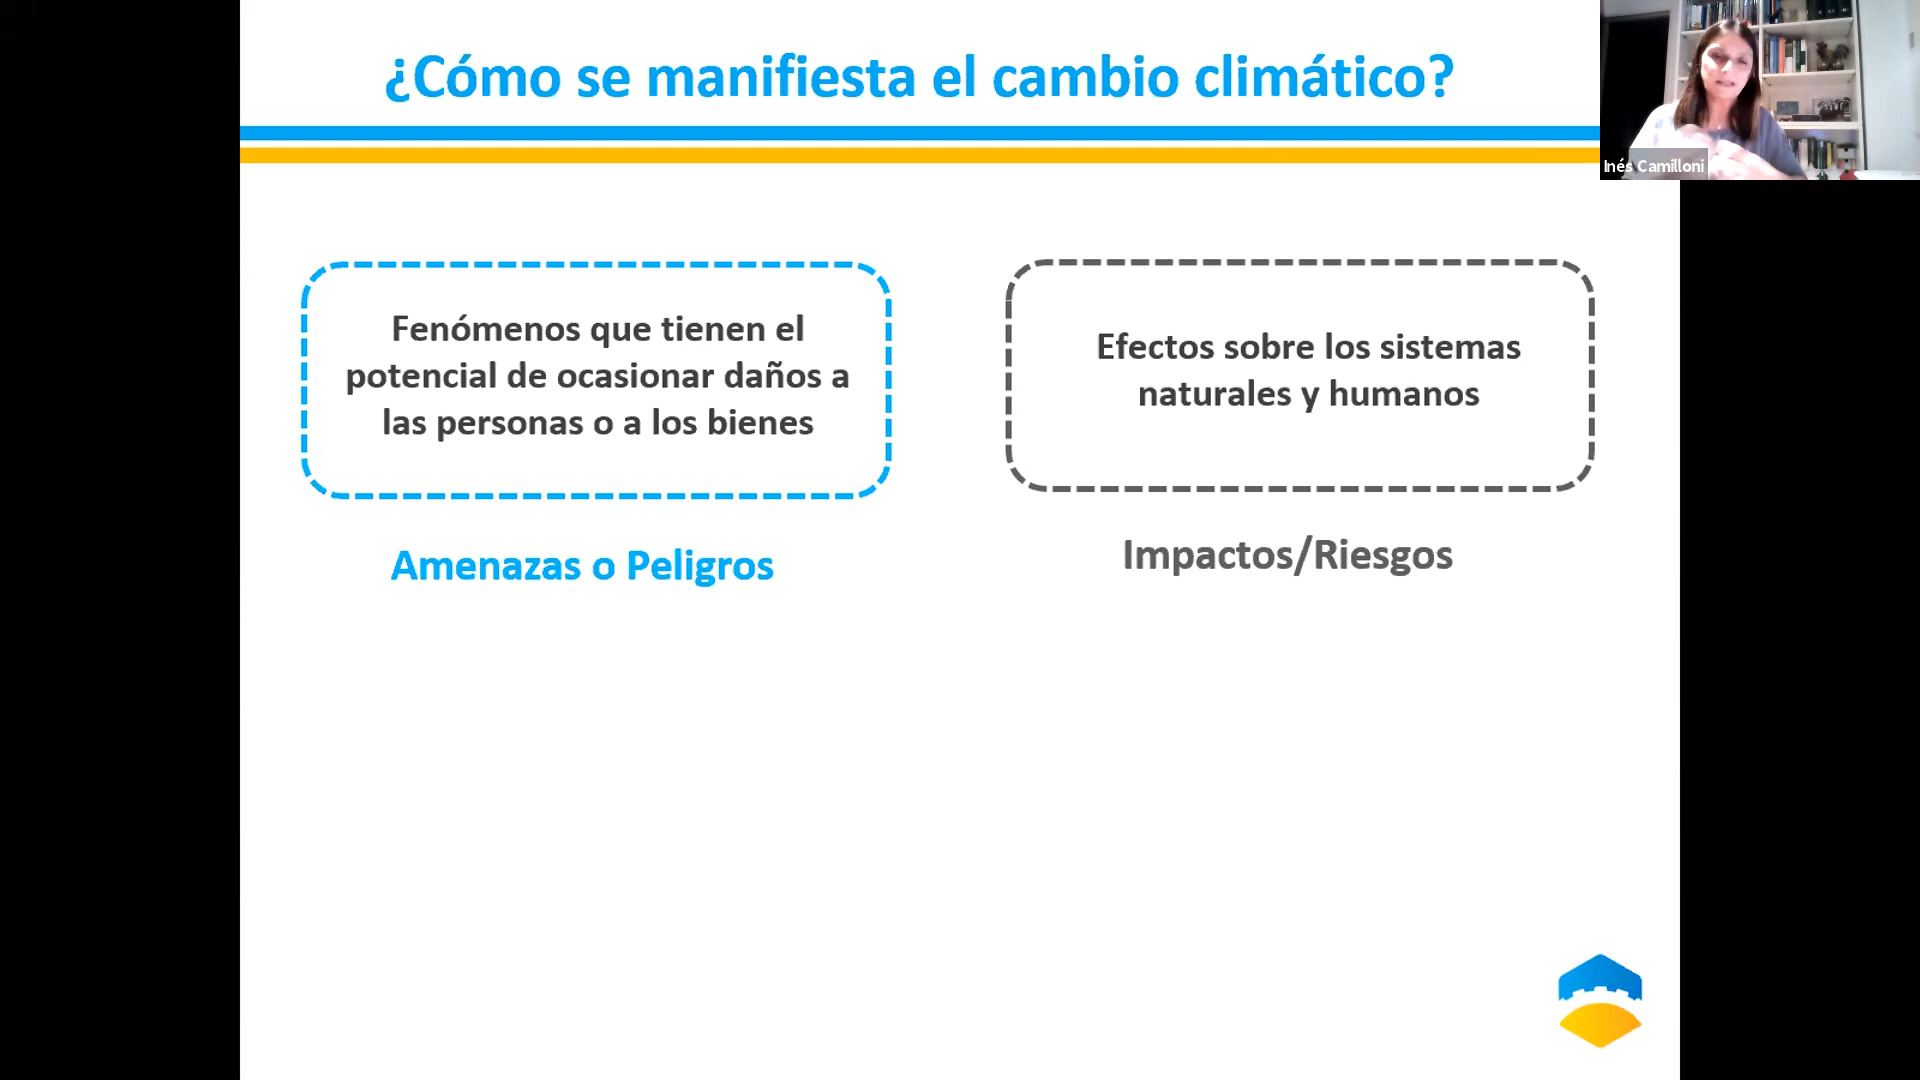 ¿Cómo se manifiesta el cambio climático?
Inés Camilloni
Fenómenos que tienen el
potencial de ocasionar daños a
las personas o a los bienes
Amenazas o Peligros
Efectos sobre los sistemas
naturales y humanos
Impactos/Riesgos